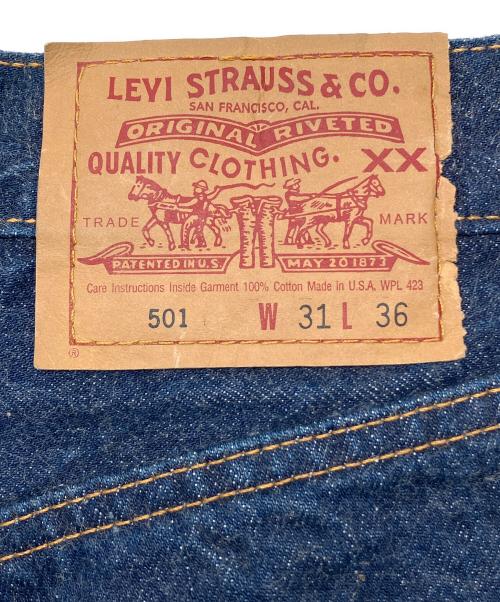 LEVI STRAUSS & CO.
SAN FRANCISCO, CAL.
ORIGINAL RIVETED
QUALITY CLOTHING. XX
TRADE MARK
PATENTED IN U.S. MAY 20 1873
Care Instructions Inside Garment 100% Cotton Made in U.S.A. WPL 423
501 W 31 L 36
®